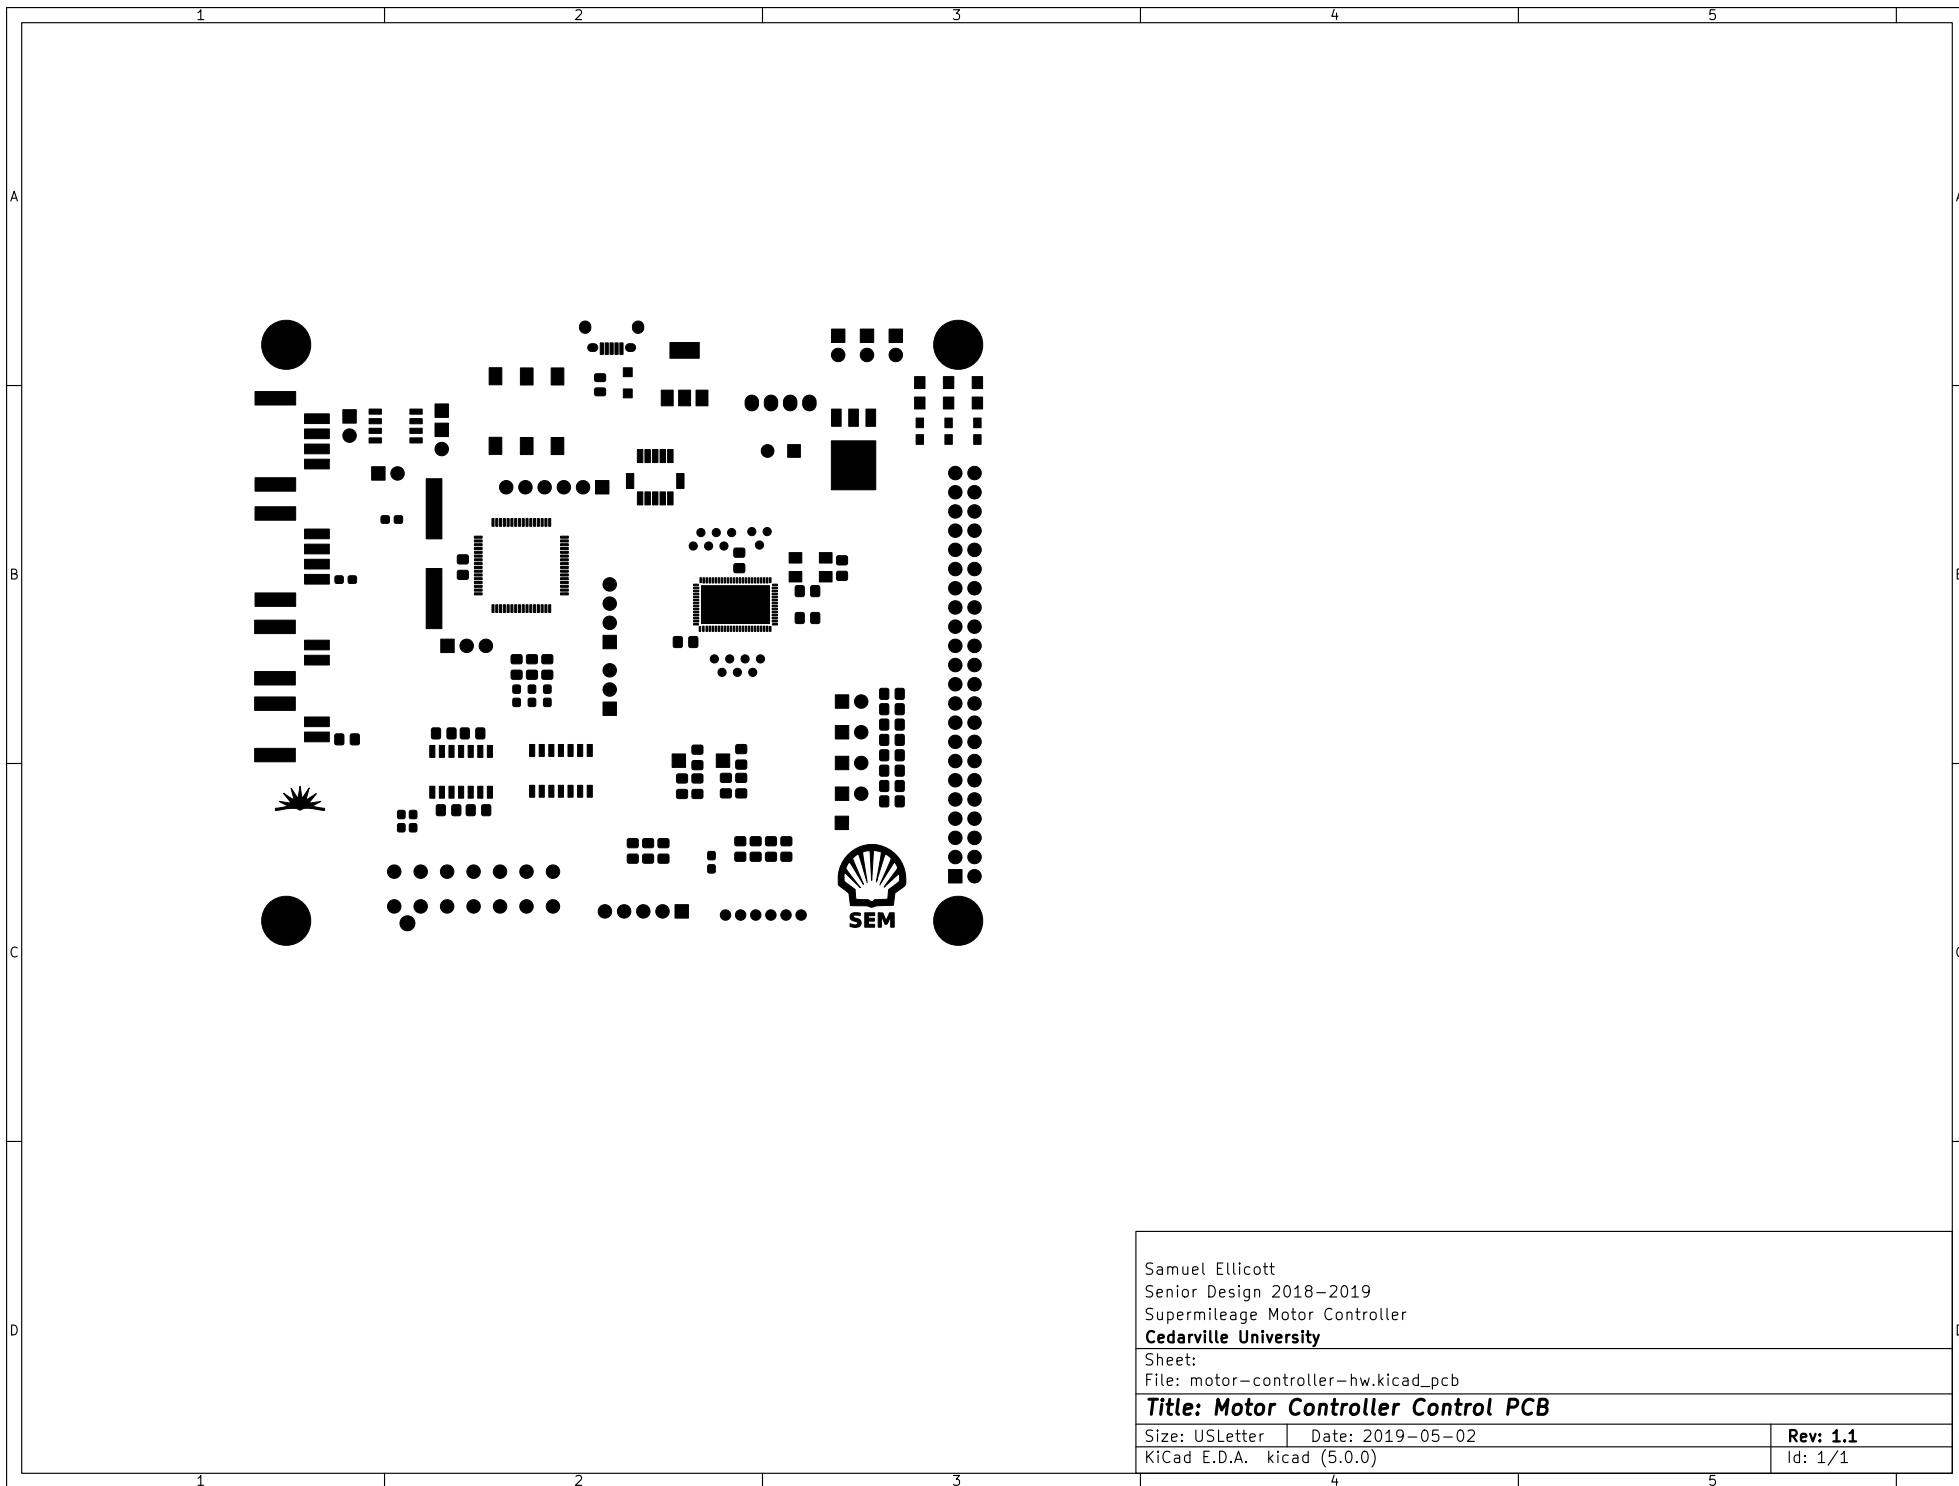 1 2 3 4 5
A
B
C
D
SEM
Samuel Ellicott
Senior Design 2018-2019
Supermileage Motor Controller
Cedarville University
Sheet:
File: motor-controller-hw.kicad_pcb
Title: Motor Controller Control PCB
Size: USLetter Date: 2019-05-02 Rev: 1.1
KiCad E.D.A. kicad (5.0.0) Id: 1/1
1 2 3 4 5